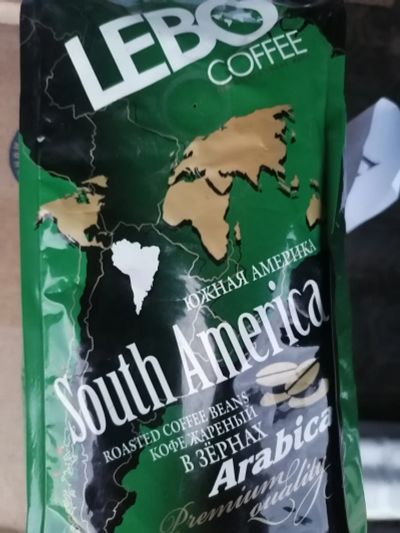 LEBO
COFFEE
ЮЖНАЯ АМЕРИКА
South America
ROASTED COFFEE BEANS
КОФЕ ЖАРЕНЫЙ
В ЗЁРНАХ
Arabica
Premium
quality